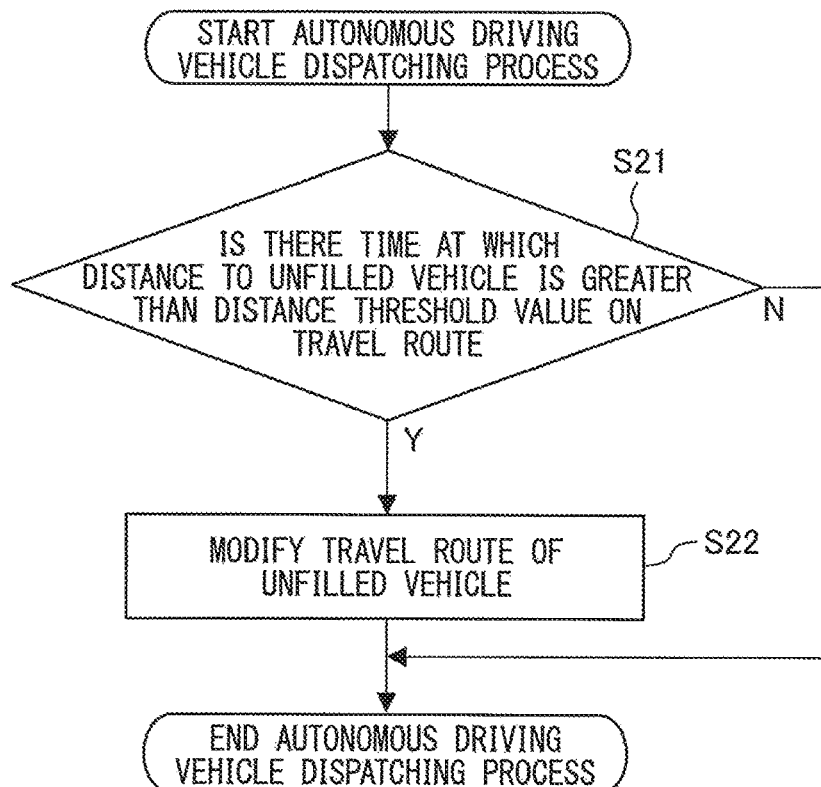 START AUTONOMOUS DRIVING
VEHICLE DISPATCHING PROCESS
S21
IS THERE TIME AT WHICH
DISTANCE TO UNFILLED VEHICLE IS GREATER
THAN DISTANCE THRESHOLD VALUE ON
TRAVEL ROUTE
N
Y
MODIFY TRAVEL ROUTE OF
UNFILLED VEHICLE
S22
END AUTONOMOUS DRIVING
VEHICLE DISPATCHING PROCESS